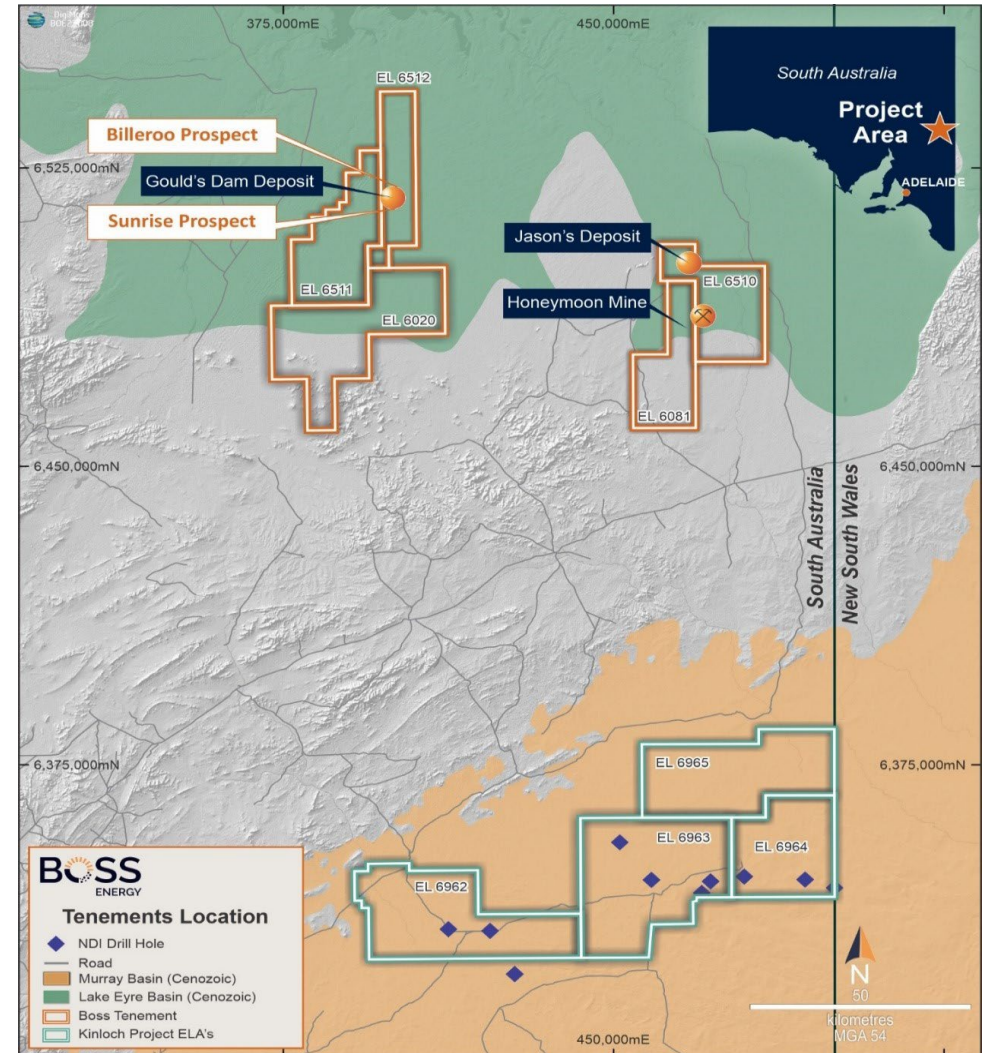 375,000mE
450,000mE
EL 6512
South Australia
Project
Area
ADELAIDE
Billeroo Prospect
Gould's Dam Deposit
Sunrise Prospect
6,525,000mN
Jason's Deposit
EL 6510
Honeymoon Mine
EL 6511
EL 6020
EL 6081
6,450,000mN
6,450,000mN
South Australia
New South Wales
6,375,000mN
6,375,000mN
EL 6965
EL 6963
EL 6964
EL 6962
BOSS
ENERGY
Tenements Location
NDI Drill Hole
Road
Murray Basin (Cenozoic)
Lake Eyre Basin (Cenozoic)
Boss Tenement
Kinloch Project ELA's
N
50
kilometres
MGA 54
450,000mE